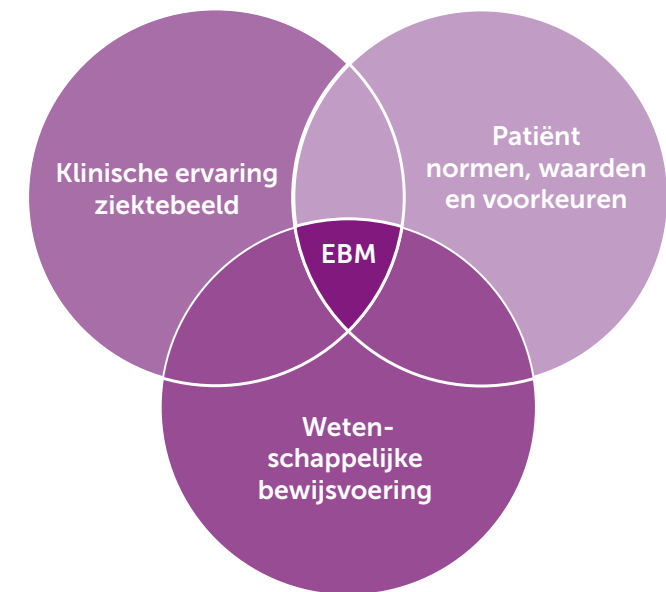 Klinische ervaring
ziektebeeld
Patiënt
normen, waarden
en voorkeuren
EBM
Weten-
schappelijke
bewijsvoering